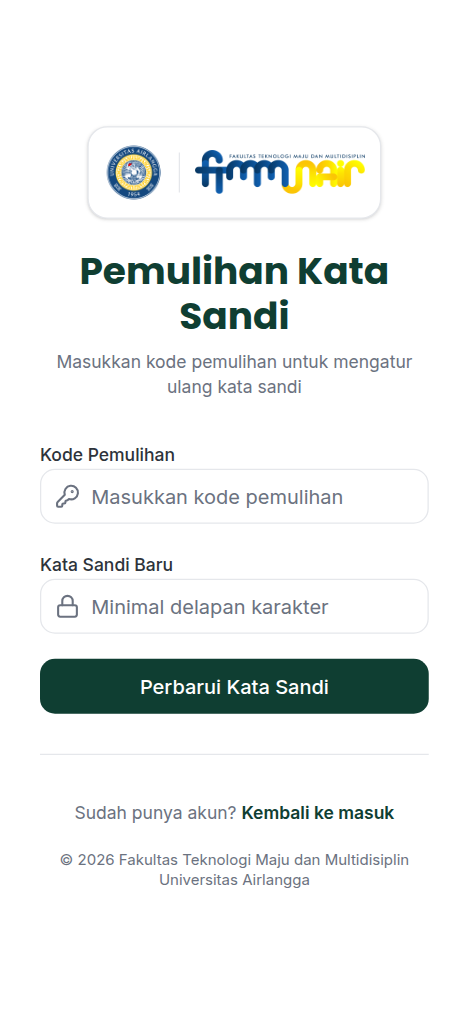 UNIVERSITAS AIRLANGGA
1954
FAKULTAS TEKNOLOGI MAJU DAN MULTIDISIPLIN
ftmmunair
Pemulihan Kata
Sandi
Masukkan kode pemulihan untuk mengatur
ulang kata sandi
Kode Pemulihan
Masukkan kode pemulihan
Kata Sandi Baru
Minimal delapan karakter
Perbarui Kata Sandi
Sudah punya akun? Kembali ke masuk
© 2026 Fakultas Teknologi Maju dan Multidisiplin
Universitas Airlangga